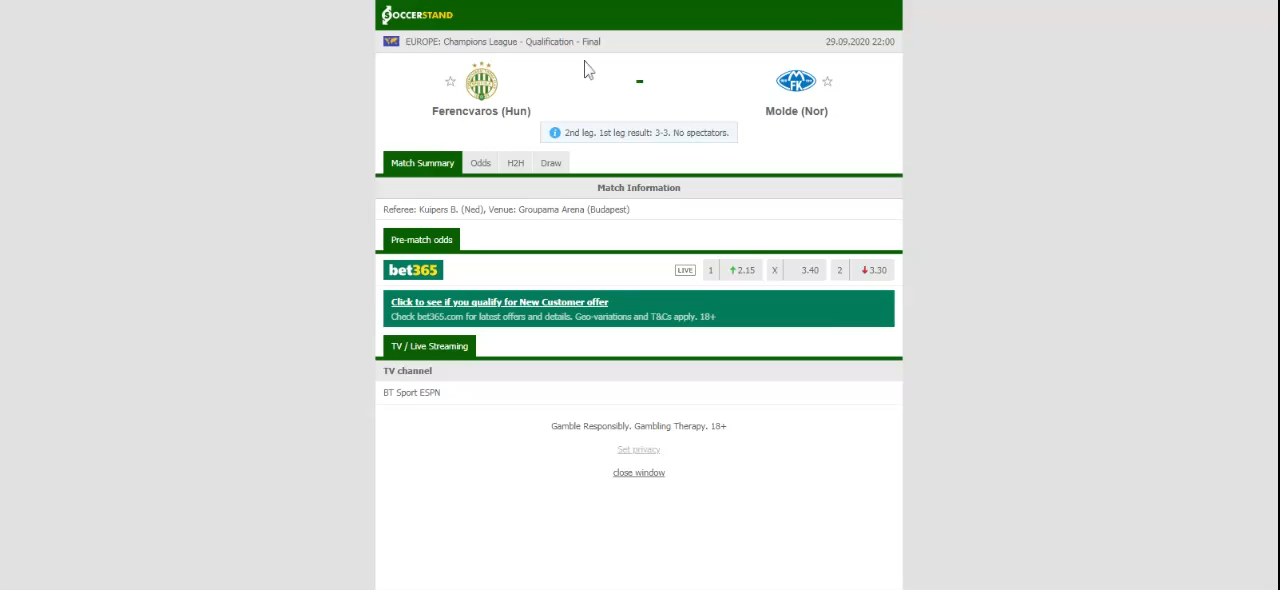 SOCCERSTAND
EUROPE: Champions League - Qualification - Final 29.09.2020 22:00
-
Ferencvaros (Hun) Molde (Nor)
2nd leg. 1st leg result: 3-3. No spectators.
Match Summary Odds H2H Draw
Match Information
Referee: Kuipers B. (Ned), Venue: Groupama Arena (Budapest)
Pre-match odds
bet365 LIVE 1 2.15 X 3.40 2 3.30
Click to see if you qualify for New Customer offer
Check bet365.com for latest offers and details. Geo-variations and T&Cs apply. 18+
TV / Live Streaming
TV channel
BT Sport ESPN
Gamble Responsibly. Gambling Therapy. 18+
Set privacy
close window